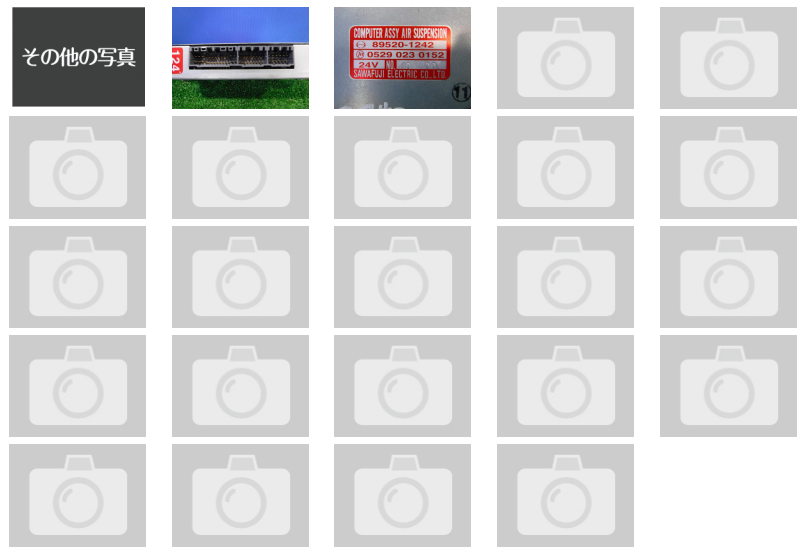 その他の写真
124
COMPUTER ASSY AIR SUSPENSION
89520-1242
0529 023 0152
24V NO.
SAWAFUJI ELECTRIC CO., LTD.
11